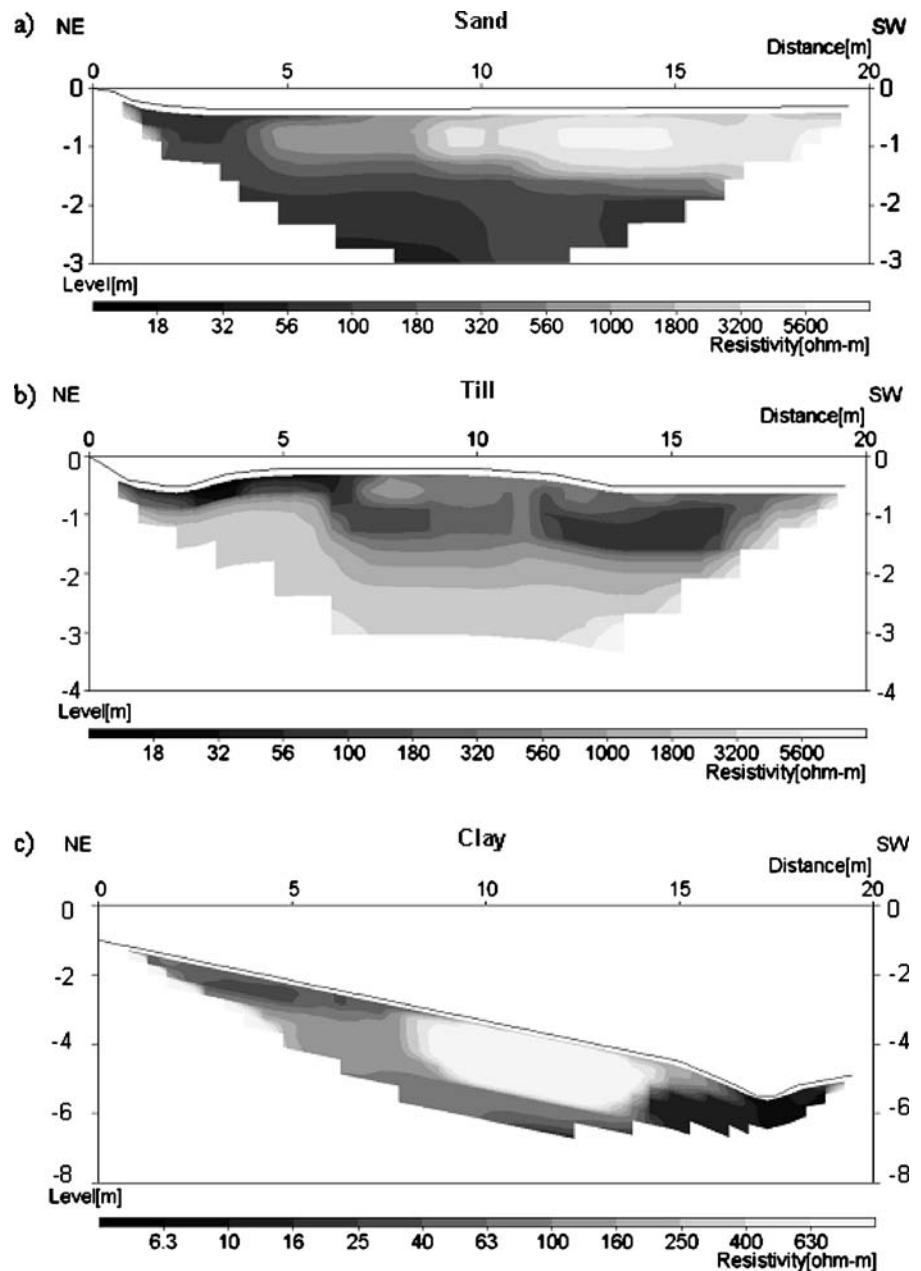 a) NE Sand SW
Distance[m]
0 5 10 15 20
0 0
-1 -1
-2 -2
-3 -3
Level[m]
18 32 56 100 180 320 560 1000 1800 3200 5600
Resistivity[ohm-m]
b) NE Till SW
Distance[m]
0 5 10 15 20
0 0
-1 -1
-2 -2
-3 -3
-4 -4
Level[m]
18 32 56 100 180 320 560 1000 1800 3200 5600
Resistivity[ohm-m]
c) NE Clay SW
Distance[m]
0 5 10 15 20
0 0
-2 -2
-4 -4
-6 -6
-8 -8
Level[m]
6.3 10 16 25 40 63 100 160 250 400 630
Resistivity[ohm-m]